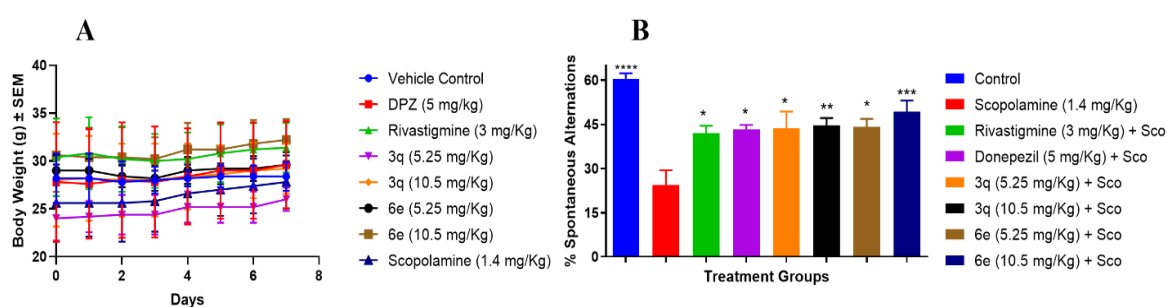 A
Body Weight (g) ± SEM
40
35
30
25
20
0
2
4
6
8
Days
Vehicle Control
DPZ (5 mg/kg)
Rivastigmine (3 mg/Kg)
3q (5.25 mg/Kg)
3q (10.5 mg/Kg)
6e (5.25 mg/Kg)
6e (10.5 mg/Kg)
Scopolamine (1.4 mg/Kg)
B
% Spontaneous Alternations
60
45
30
15
0
****
*
*
*
**
*
***
Treatment Groups
Control
Scopolamine (1.4 mg/Kg)
Rivastigmine (3 mg/Kg) + Sco
Donepezil (5 mg/Kg) + Sco
3q (5.25 mg/Kg) + Sco
3q (10.5 mg/Kg) + Sco
6e (5.25 mg/Kg) + Sco
6e (10.5 mg/Kg) + Sco